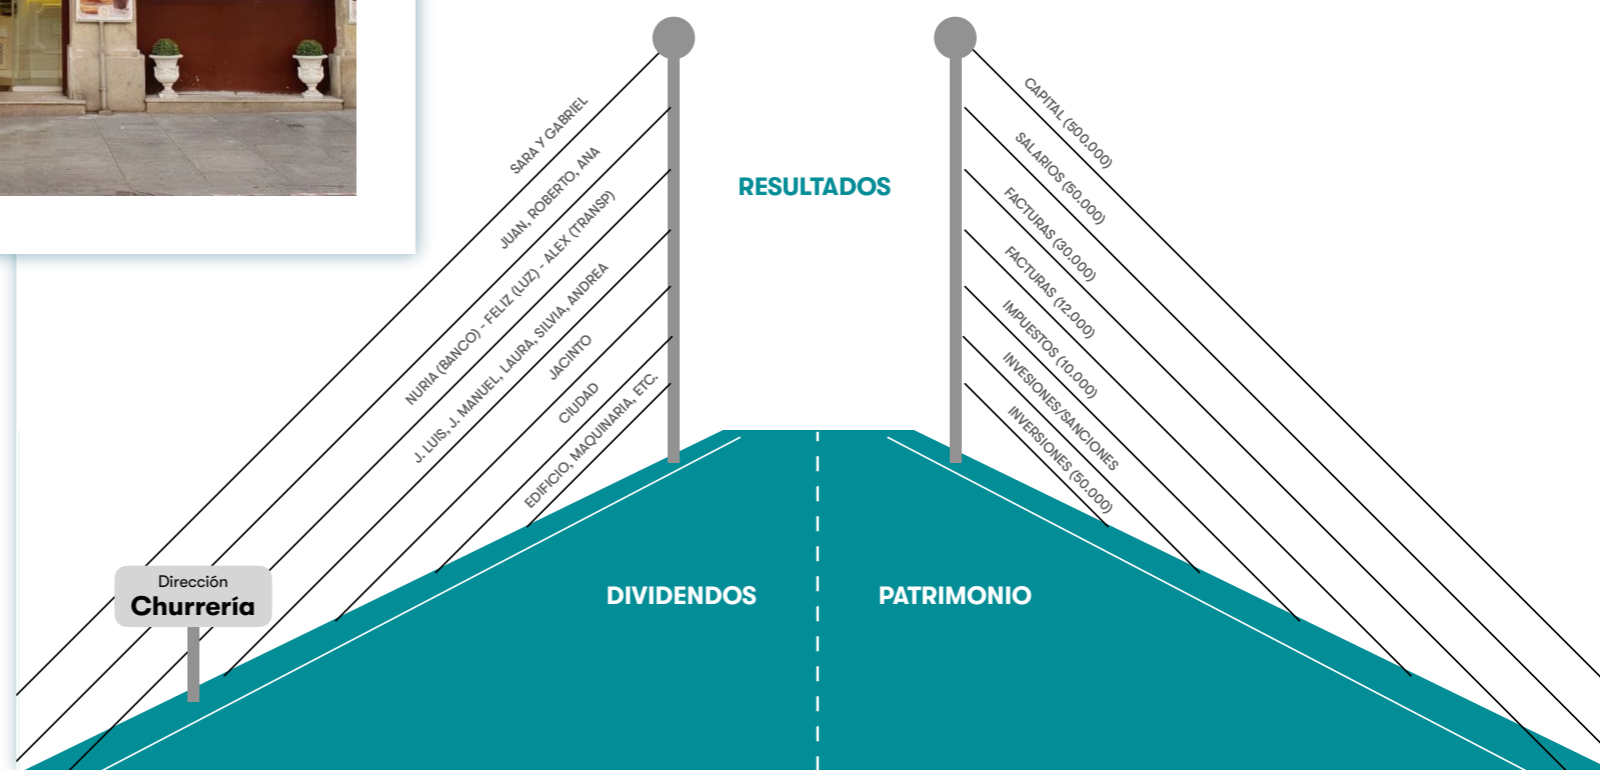 SARA Y GABRIEL
JUAN, ROBERTO, ANA
NURIA (BANCO) - FELIZ (LUZ) - ALEX (TRANSP)
J. LUIS, J. MANUEL, LAURA, SILVIA, ANDREA
JACINTO
CIUDAD
EDIFICIO, MAQUINARIA, ETC.
RESULTADOS
CAPITAL (500.000)
SALARIOS (50.000)
FACTURAS (30.000)
FACTURAS (12.000)
IMPUESTOS (10.000)
INVESIONES/SANCIONES
INVERSIONES (50.000)
Dirección
Churrería
DIVIDENDOS
PATRIMONIO